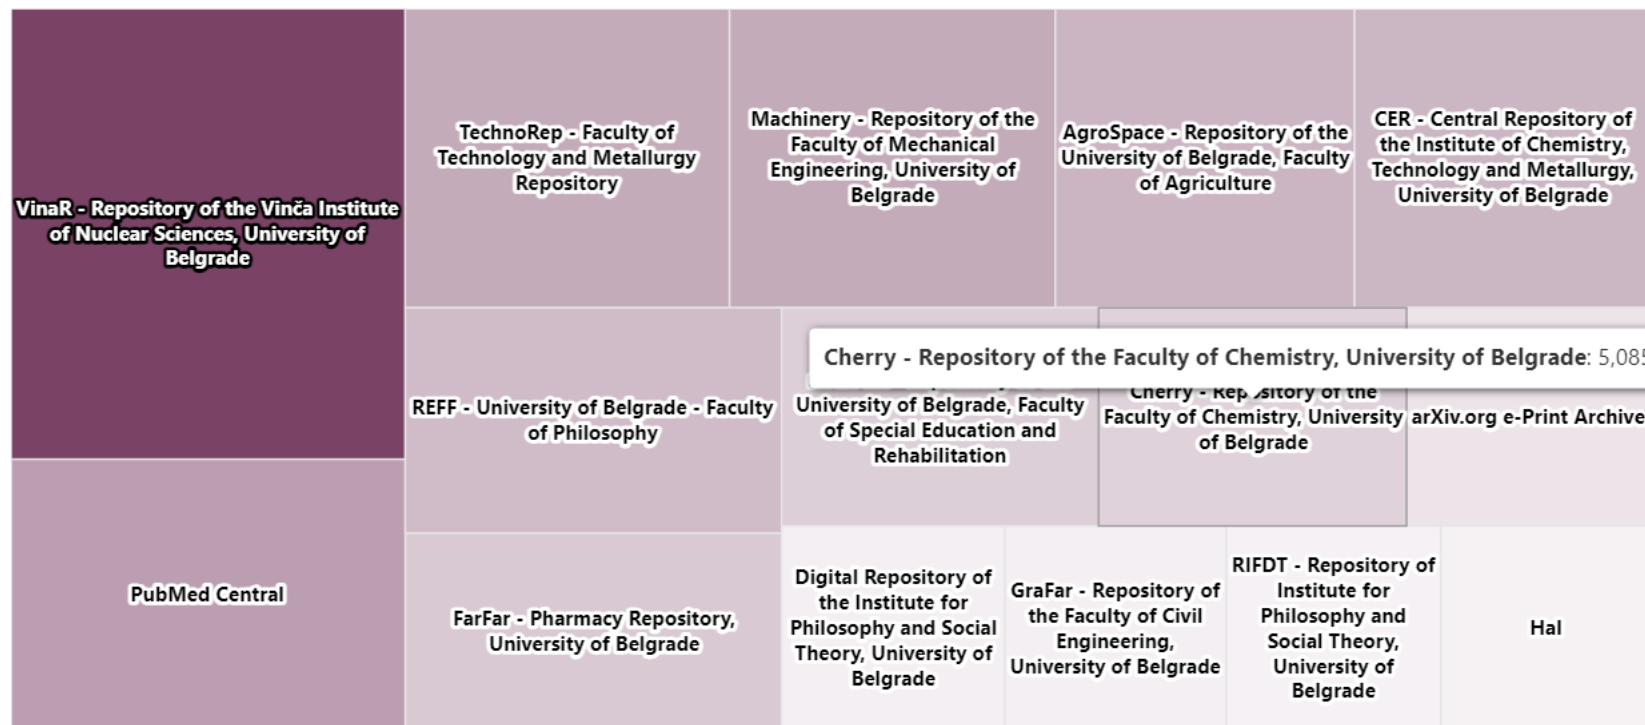 VinaR - Repository of the Vinča Institute
of Nuclear Sciences, University of
Belgrade
PubMed Central
TechnoRep - Faculty of
Technology and Metallurgy
Repository
Machinery - Repository of the
Faculty of Mechanical
Engineering, University of
Belgrade
AgroSpace - Repository of the
University of Belgrade, Faculty
of Agriculture
CER - Central Repository of
the Institute of Chemistry,
Technology and Metallurgy,
University of Belgrade
REFF - University of Belgrade - Faculty
of Philosophy
FarFar - Pharmacy Repository,
University of Belgrade
Cherry - Repository of the Faculty of Chemistry, University of Belgrade: 5,085
University of Belgrade, Faculty
of Special Education and
Rehabilitation
Cherry - Repository of the
Faculty of Chemistry, University
of Belgrade
arXiv.org e-Print Archive
Digital Repository of
the Institute for
Philosophy and Social
Theory, University of
Belgrade
GraFar - Repository of
the Faculty of Civil
Engineering,
University of Belgrade
RIFDT - Repository of
Institute for
Philosophy and
Social Theory,
University of
Belgrade
Hal